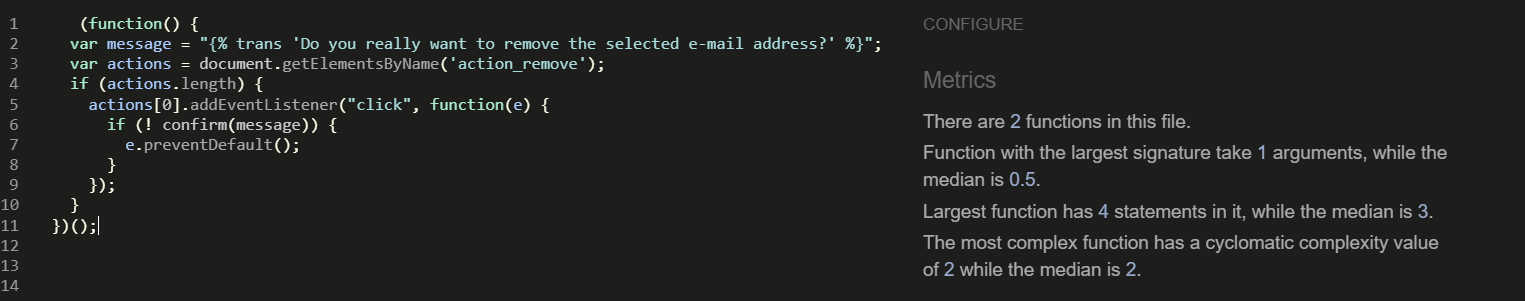 1 (function() {
2 var message = "{% trans 'Do you really want to remove the selected e-mail address?' %}";
3 var actions = document.getElementsByName('action_remove');
4 if (actions.length) {
5 actions[0].addEventListener("click", function(e) {
6 if (! confirm(message)) {
7 e.preventDefault();
8 }
9 });
10 }
11 })();
12
13
14
CONFIGURE
Metrics
There are 2 functions in this file.
Function with the largest signature take 1 arguments, while the
median is 0.5.
Largest function has 4 statements in it, while the median is 3.
The most complex function has a cyclomatic complexity value
of 2 while the median is 2.